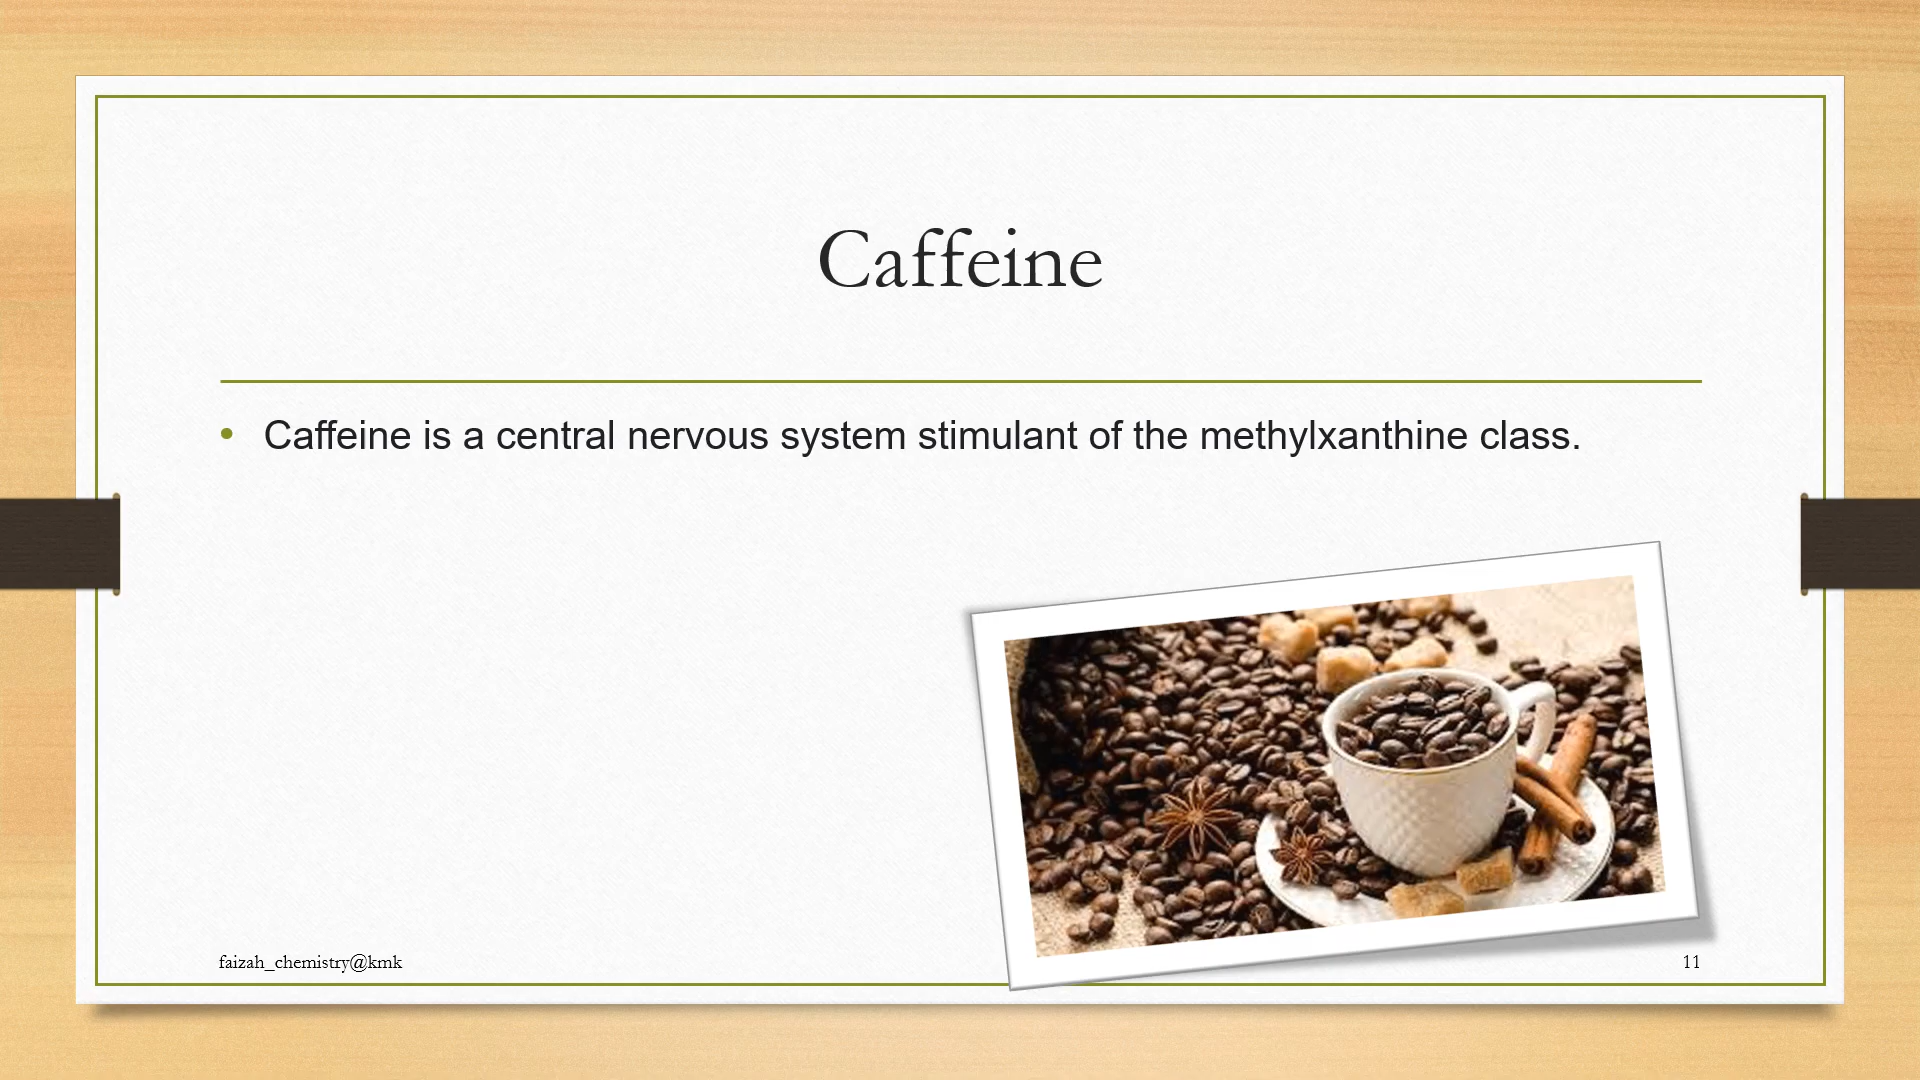 Caffeine
• Caffeine is a central nervous system stimulant of the methylxanthine class.
faizah_chemistry@kmk
11